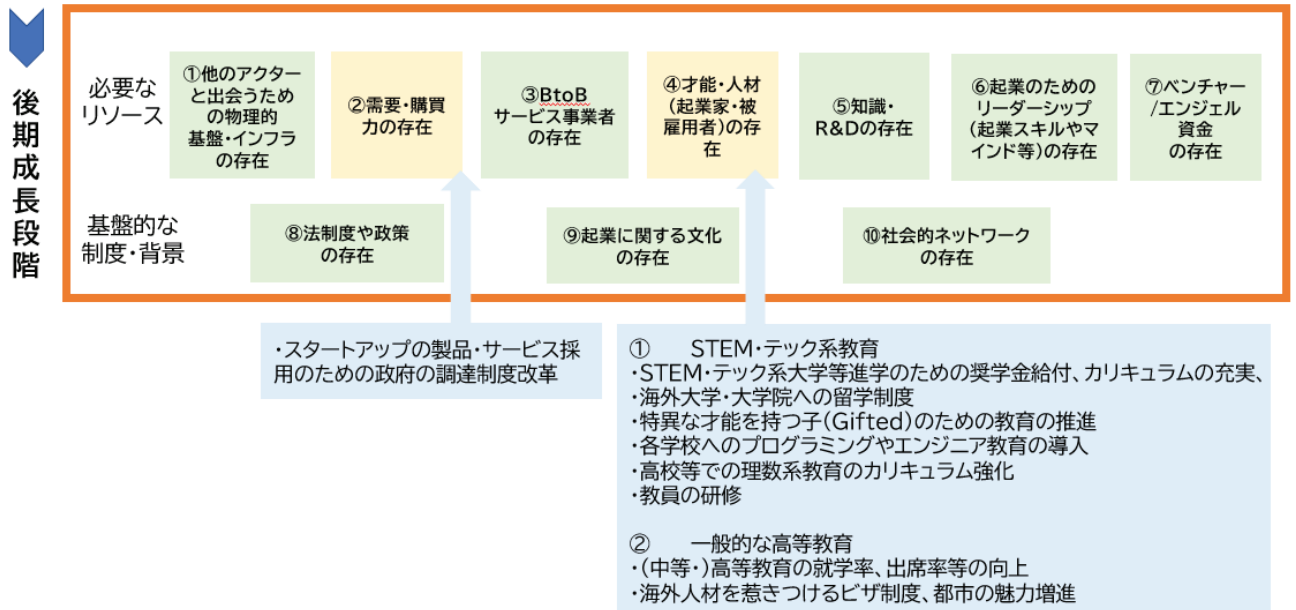 後期成長段階
必要な
リソース
①他のアクター
と出会うため
の物理的
基盤・インフラ
の存在
②需要・購買
力の存在
③BtoB
サービス事業者
の存在
④才能・人材
(起業家・被
雇用者)の存
在
⑤知識・
R&Dの存在
⑥起業のための
リーダーシップ
(起業スキルやマ
インド等)の存在
⑦ベンチャー
/エンジェル
資金
の存在
基盤的な
制度・背景
⑧法制度や政策
の存在
⑨起業に関する文化
の存在
⑩社会的ネットワーク
の存在
・スタートアップの製品・サービス採
用のための政府の調達制度改革
① STEM・テック系教育
・STEM・テック系大学等進学のための奨学金給付、カリキュラムの充実、
・海外大学・大学院への留学制度
・特異な才能を持つ子(Gifted)のための教育の推進
・各学校へのプログラミングやエンジニア教育の導入
・高校等での理数系教育のカリキュラム強化
・教員の研修
② 一般的な高等教育
・(中等・)高等教育の就学率、出席率等の向上
・海外人材を惹きつけるビザ制度、都市の魅力増進